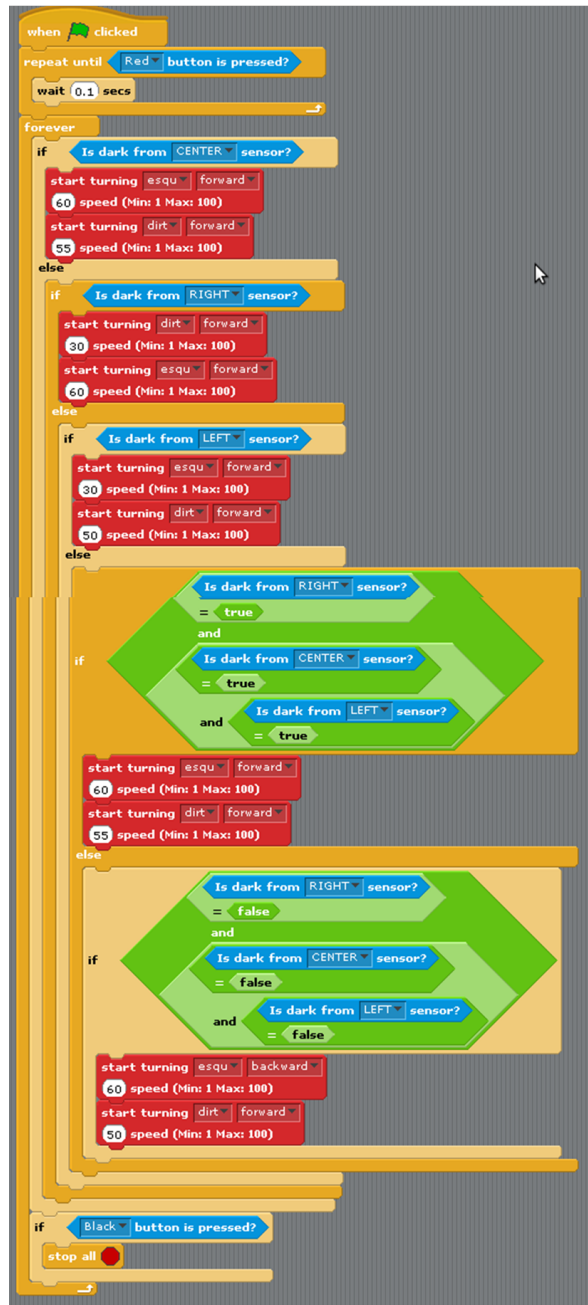 when clicked
repeat until Red button is pressed?
wait 0.1 secs
forever
if Is dark from CENTER sensor?
start turning esqu forward
60 speed (Min: 1 Max: 100)
start turning dirt forward
55 speed (Min: 1 Max: 100)
else
if Is dark from RIGHT sensor?
start turning dirt forward
30 speed (Min: 1 Max: 100)
start turning esqu forward
60 speed (Min: 1 Max: 100)
else
if Is dark from LEFT sensor?
start turning esqu forward
30 speed (Min: 1 Max: 100)
start turning dirt forward
50 speed (Min: 1 Max: 100)
else
Is dark from RIGHT sensor?
= true
and
if Is dark from CENTER sensor?
= true
and Is dark from LEFT sensor?
= true
start turning esqu forward
60 speed (Min: 1 Max: 100)
start turning dirt forward
55 speed (Min: 1 Max: 100)
else
Is dark from RIGHT sensor?
= false
and
if Is dark from CENTER sensor?
= false
and Is dark from LEFT sensor?
= false
start turning esqu backward
60 speed (Min: 1 Max: 100)
start turning dirt forward
50 speed (Min: 1 Max: 100)
if Black button is pressed?
stop all